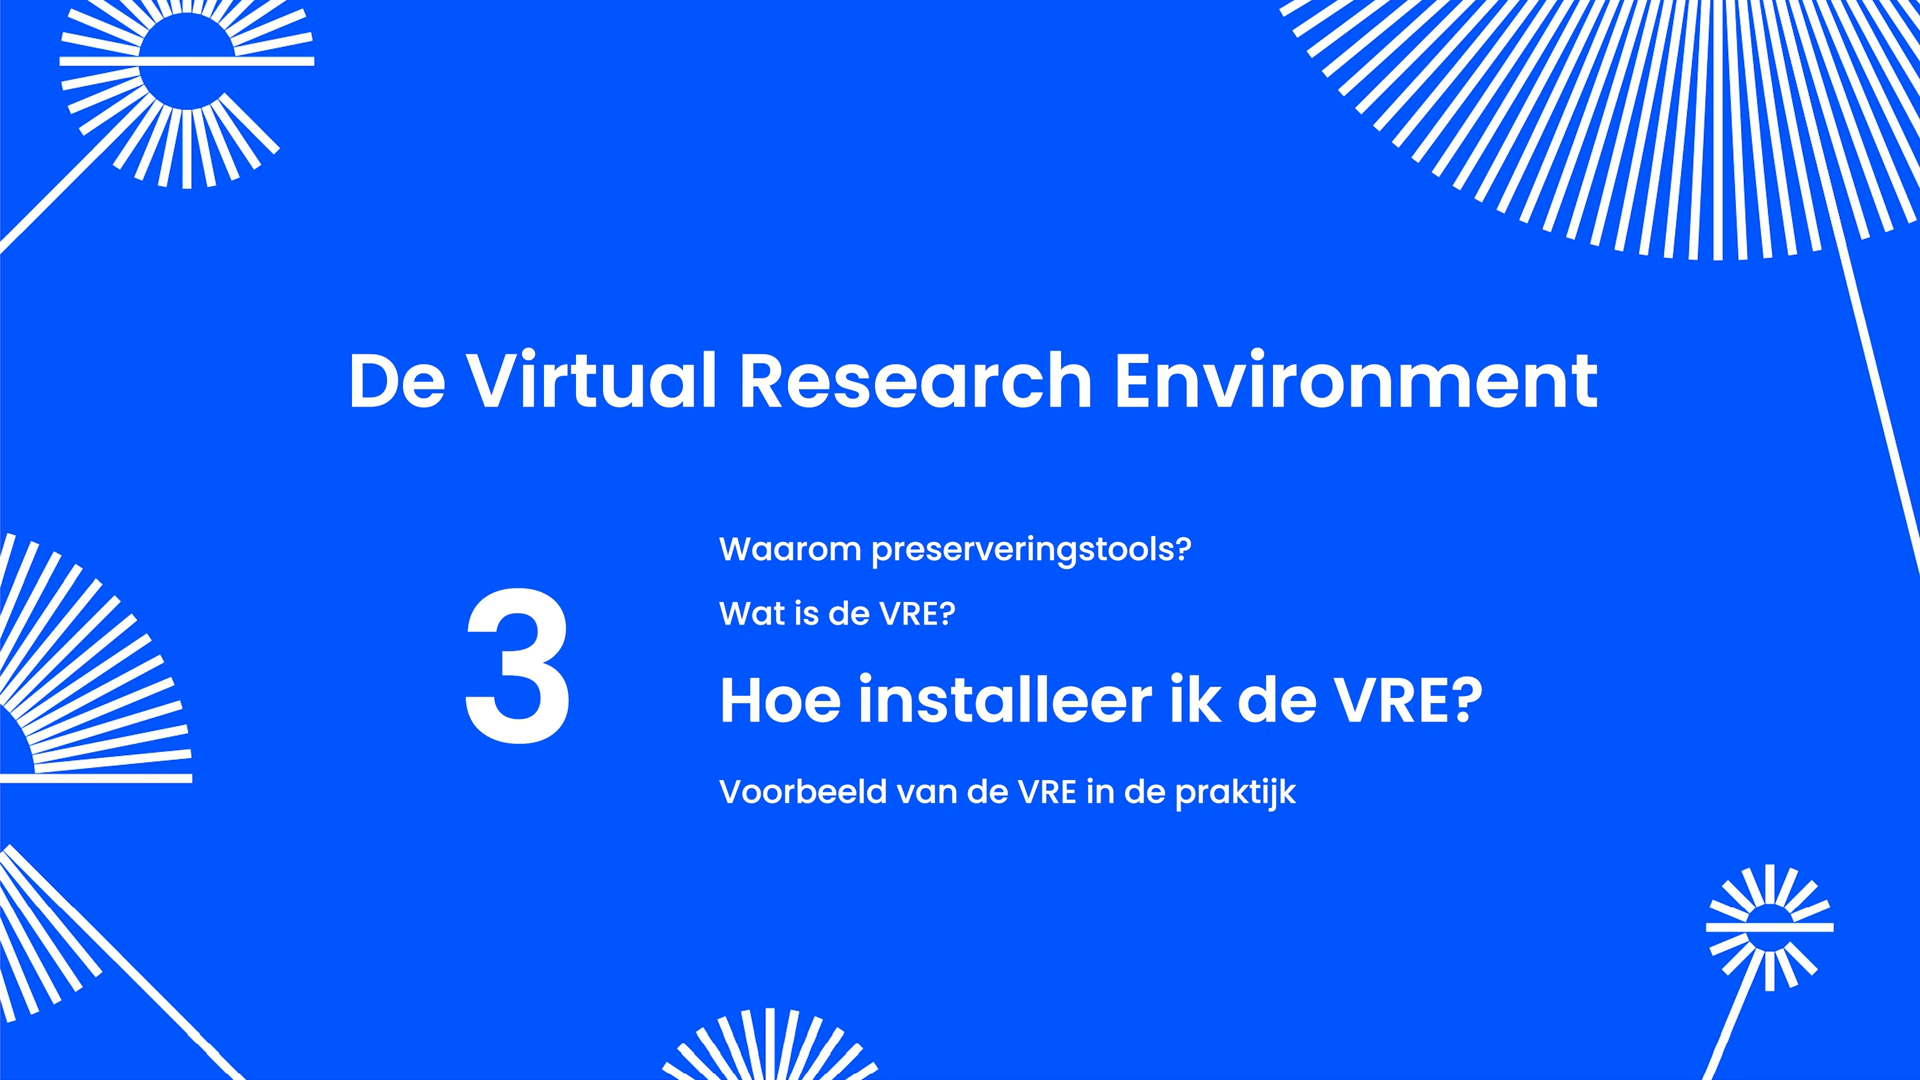 De Virtual Research Environment
3
Waarom preserveringstools?
Wat is de VRE?
Hoe installeer ik de VRE?
Voorbeeld van de VRE in de praktijk